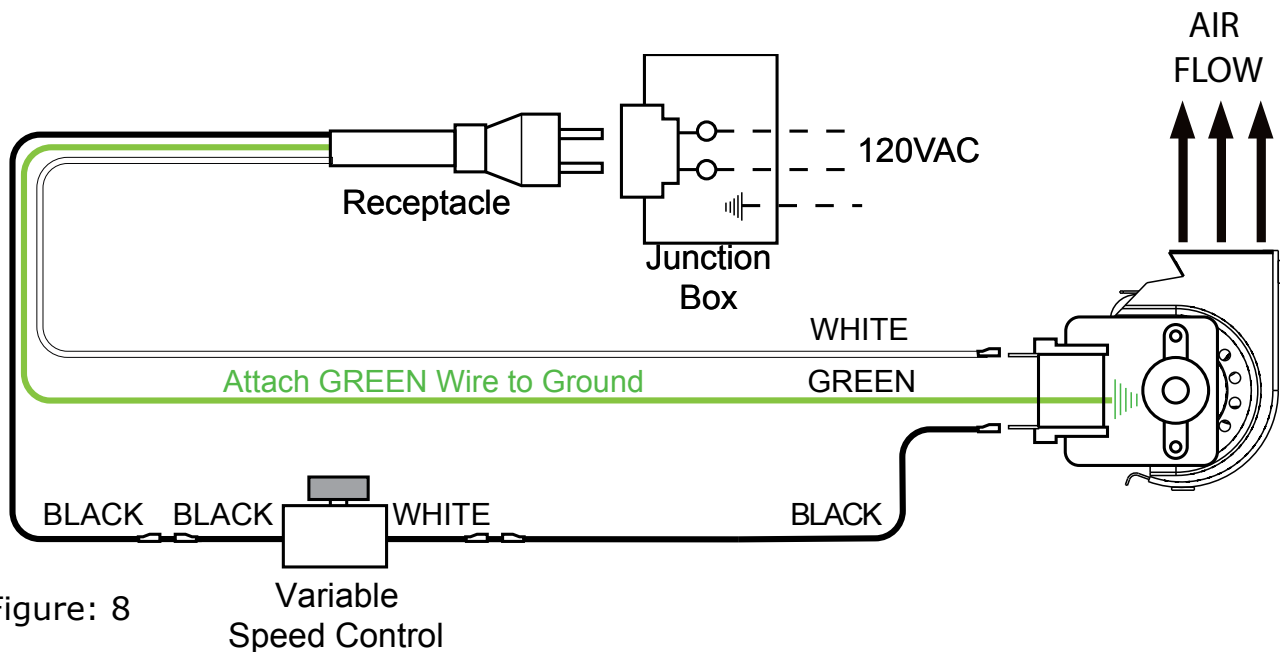 AIR
FLOW
120VAC
Receptacle
Junction
Box
WHITE
Attach GREEN Wire to Ground
GREEN
BLACK
BLACK
WHITE
BLACK
Variable
Speed Control
igure: 8